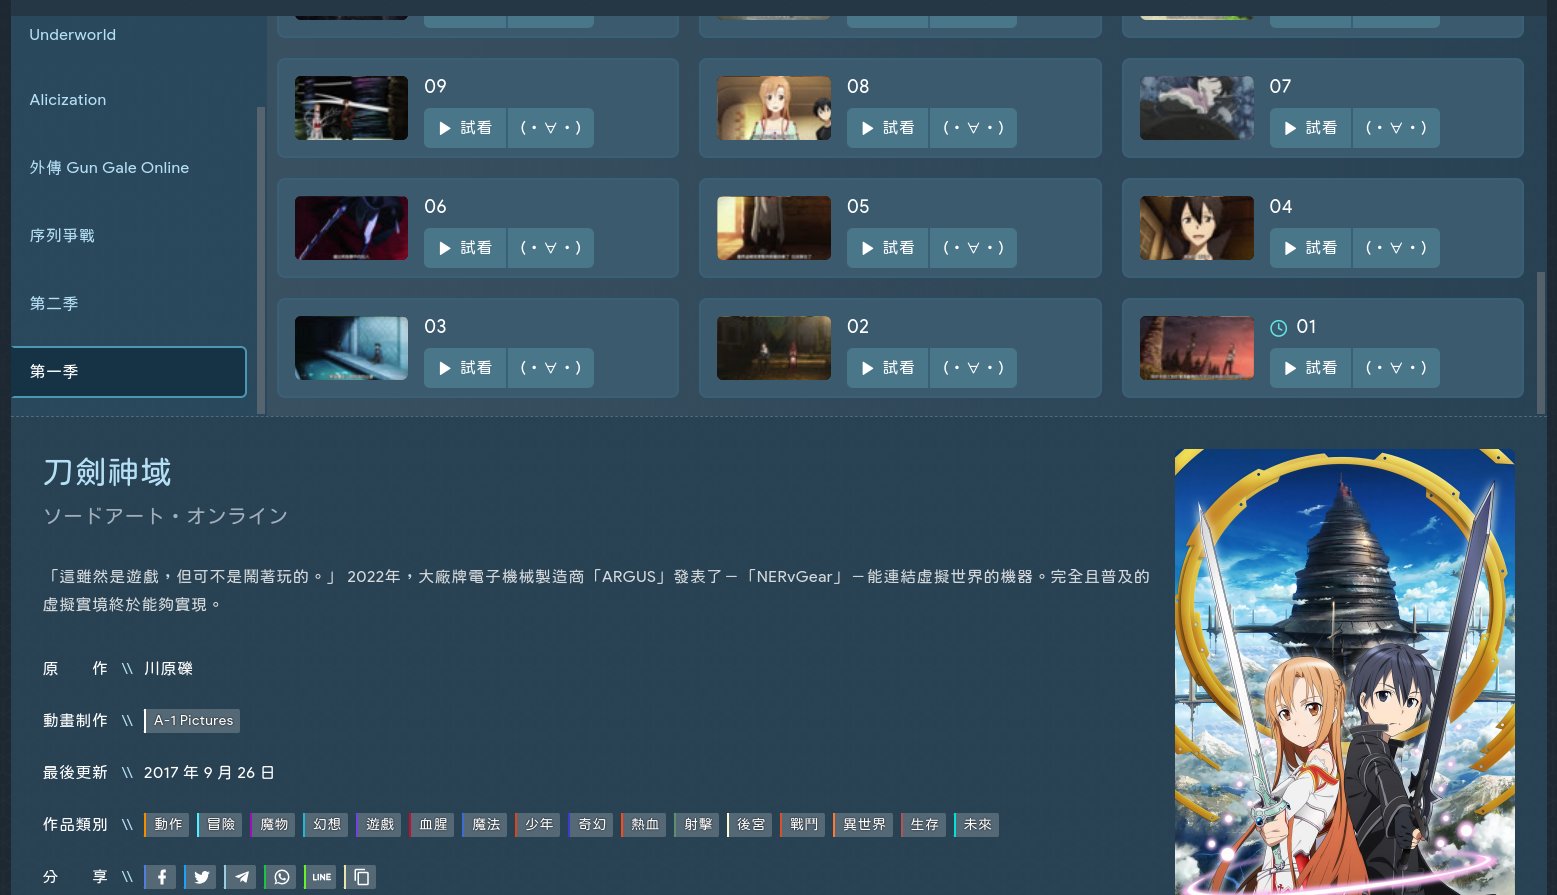 Underworld
Alicization
外傳 Gun Gale Online
序列爭戰
第二季
第一季
09
試看 (・∀・)
08
試看 (・∀・)
07
試看 (・∀・)
06
試看 (・∀・)
05
試看 (・∀・)
04
試看 (・∀・)
03
試看 (・∀・)
02
試看 (・∀・)
01
試看 (・∀・)
刀劍神域
ソードアート・オンライン
「這雖然是遊戲，但可不是鬧著玩的。」 2022年，大廠牌電子機械製造商「ARGUS」發表了－「NERvGear」－能連結虛擬世界的機器。完全且普及的
虛擬實境終於能夠實現。
原 作 \\ 川原礫
動畫制作 \\ A-1 Pictures
最後更新 \\ 2017 年 9 月 26 日
作品類別 \\ 動作 冒險 魔物 幻想 遊戲 血腥 魔法 少年 奇幻 熱血 射擊 後宮 戰鬥 異世界 生存 未來
分 享 \\ LINE